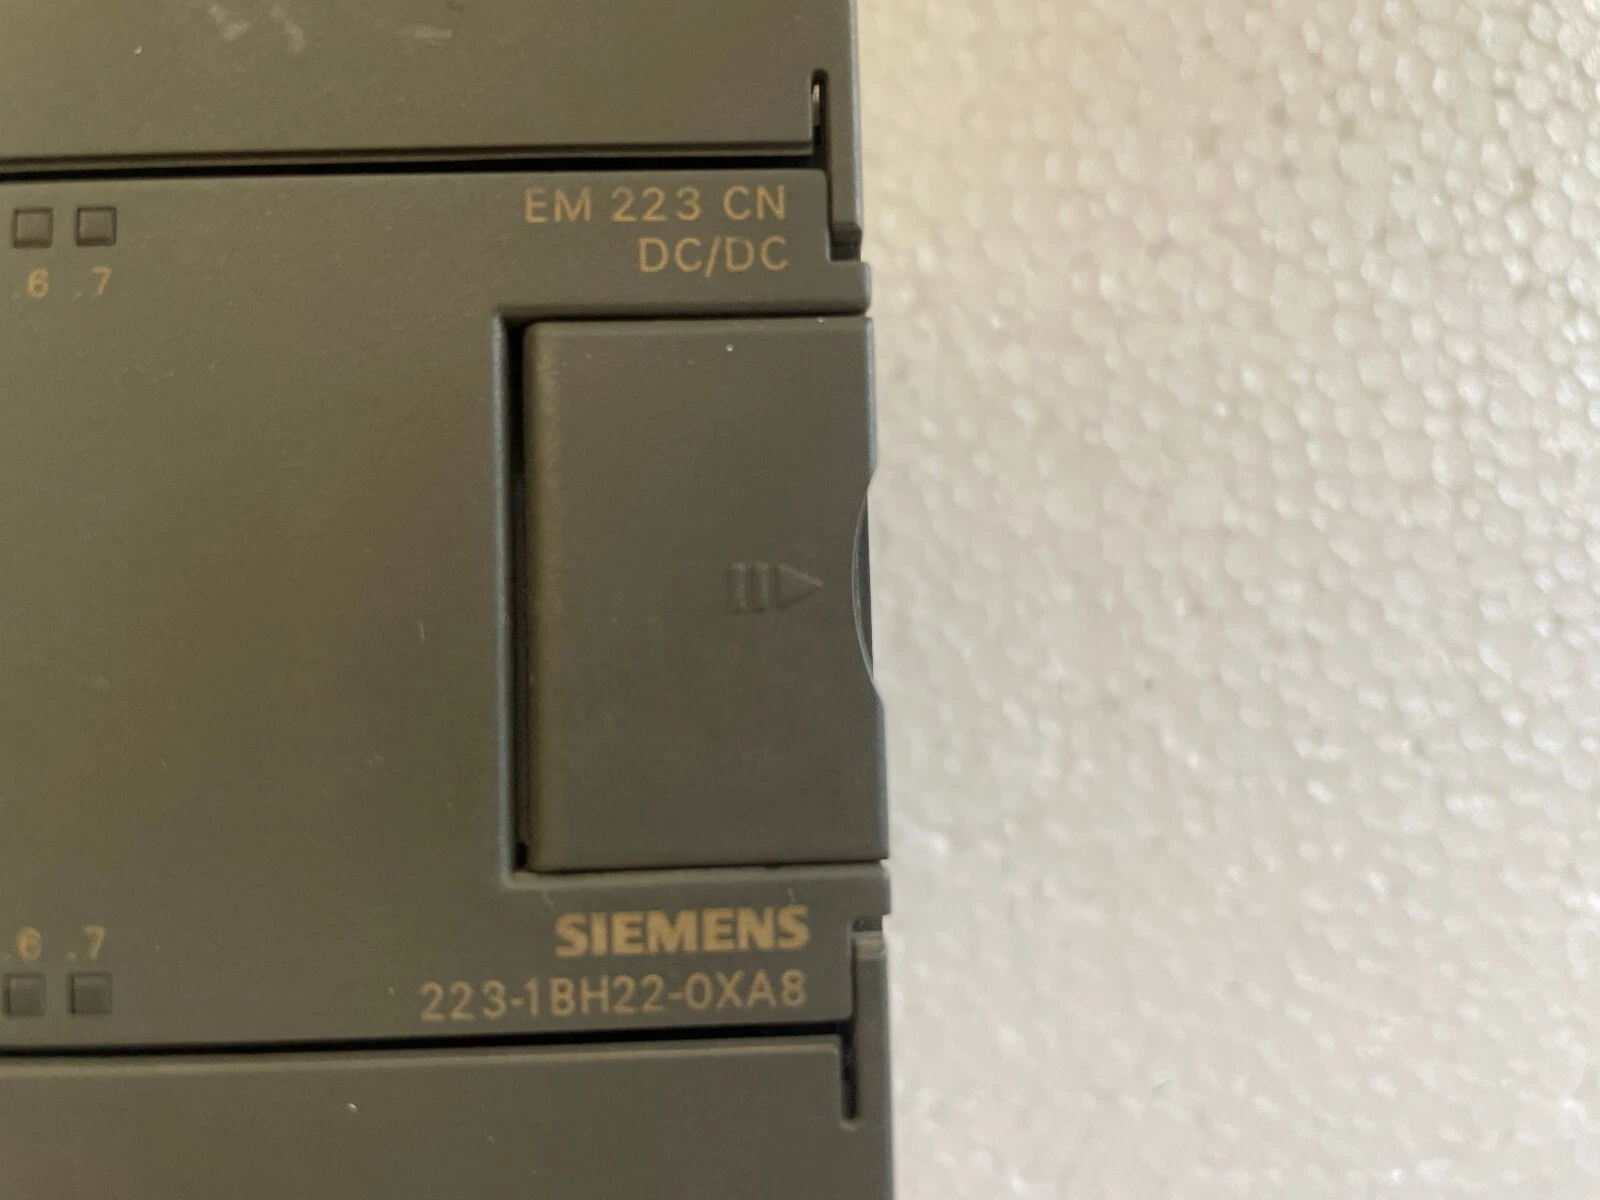 EM 223 CN
DC/DC
.6 .7
.6 .7
SIEMENS
223-1BH22-0XA8